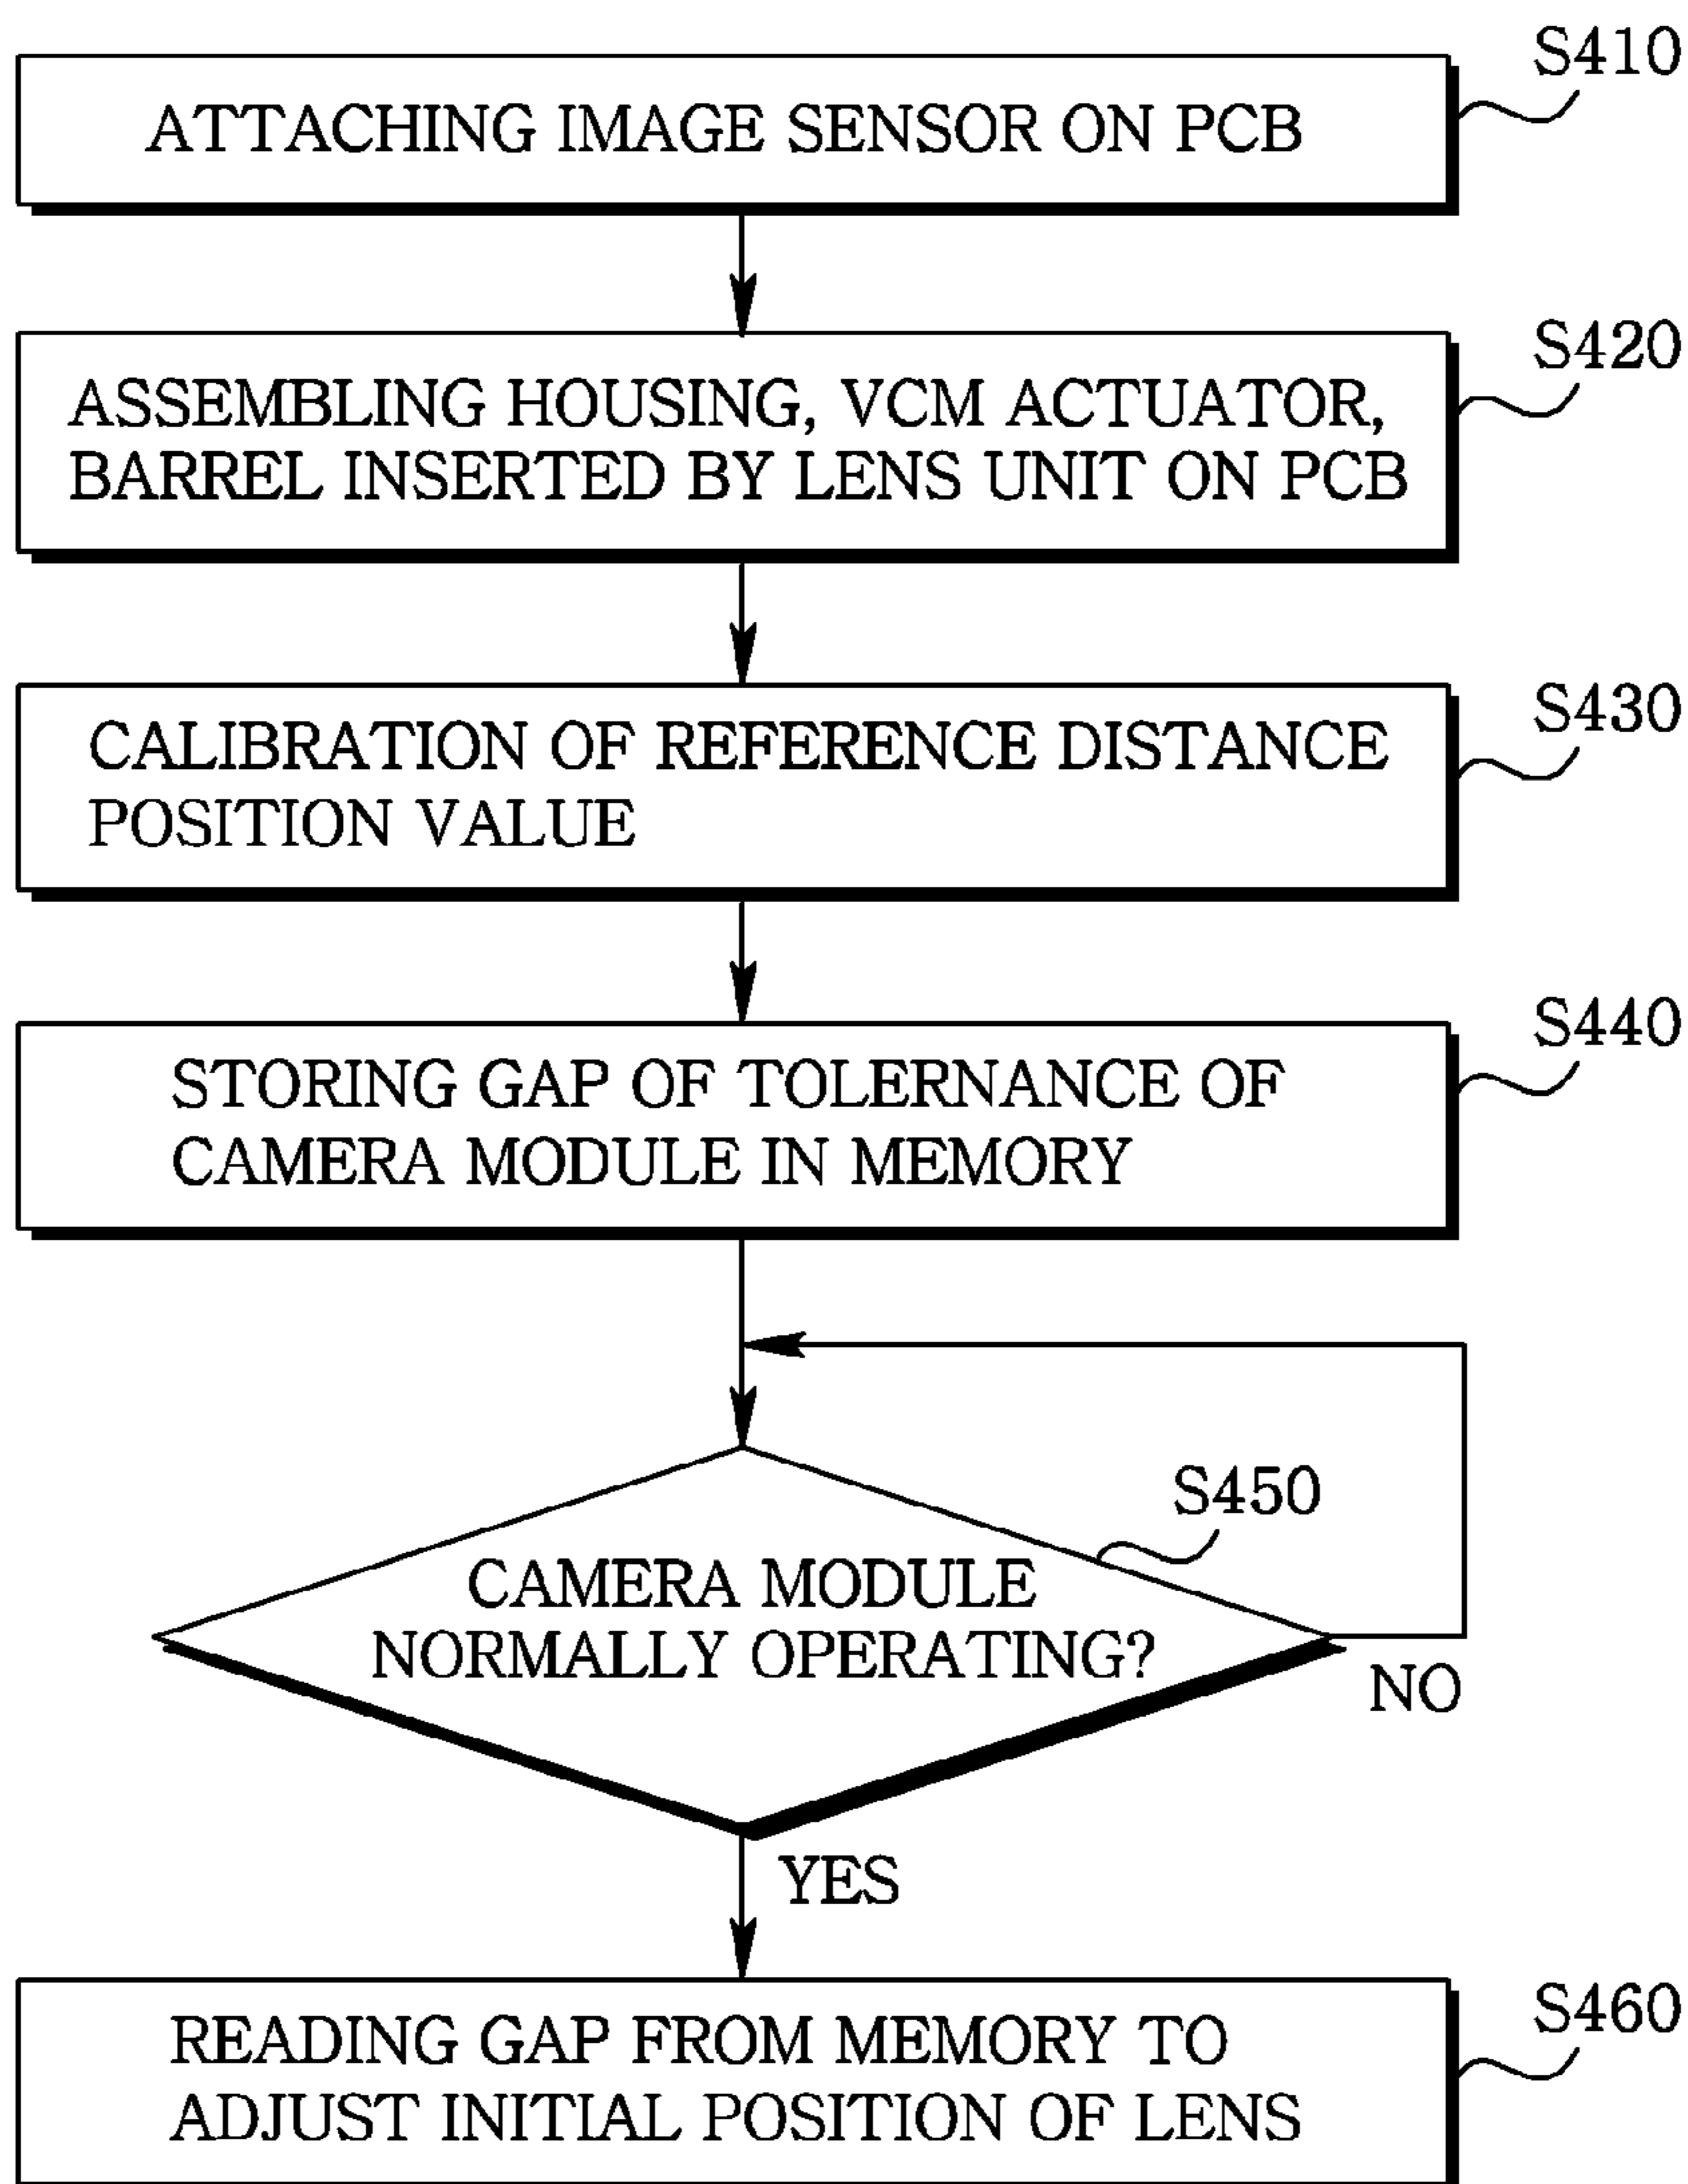 S410
ATTACHING IMAGE SENSOR ON PCB
S420
ASSEMBLING HOUSING, VCM ACTUATOR,
BARREL INSERTED BY LENS UNIT ON PCB
S430
CALIBRATION OF REFERENCE DISTANCE
POSITION VALUE
S440
STORING GAP OF TOLERNANCE OF
CAMERA MODULE IN MEMORY
S450
CAMERA MODULE
NORMALLY OPERATING?
NO
YES
S460
READING GAP FROM MEMORY TO
ADJUST INITIAL POSITION OF LENS